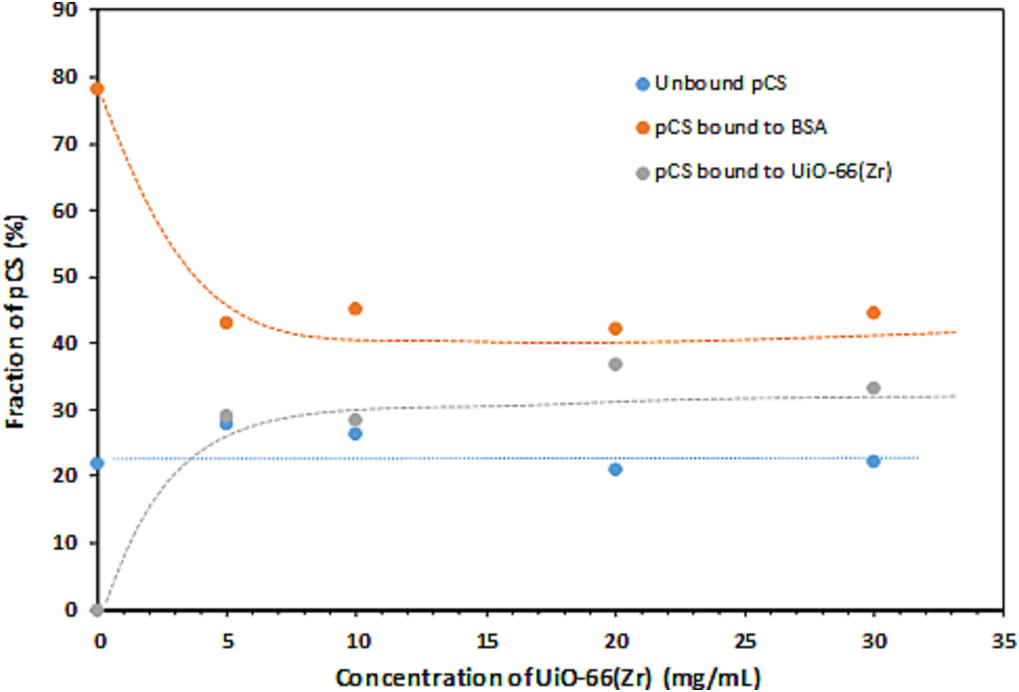 90
80
70
60
50
40
30
20
10
0
Fraction of pCS (%)
Unbound pCS
pCS bound to BSA
pCS bound to UiO-66(Zr)
0 5 10 15 20 25 30 35
Concentration of UiO-66(Zr) (mg/mL)